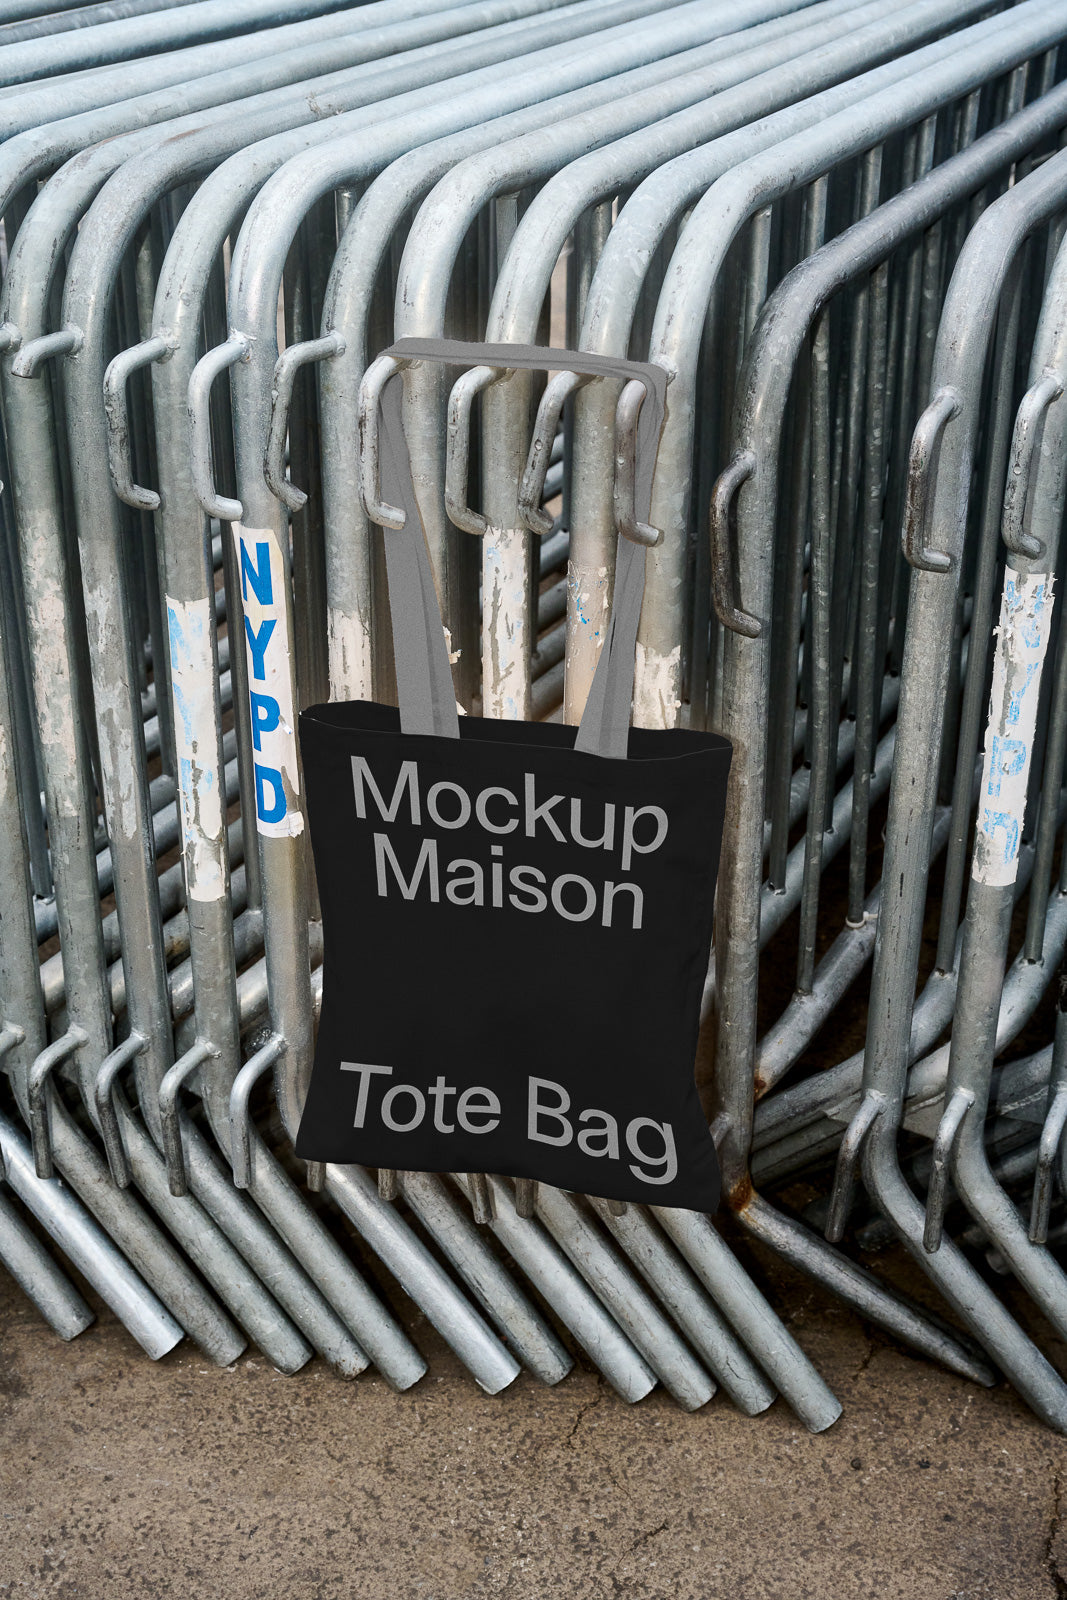 NYPD
Mockup
Maison
Tote Bag